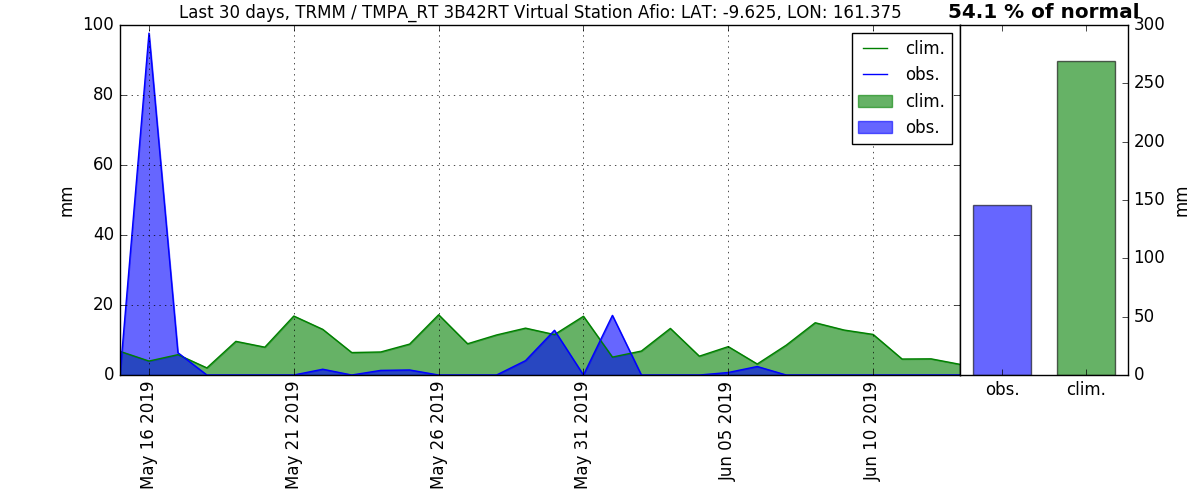 Last 30 days, TRMM / TMPA_RT 3B42RT Virtual Station Afio: LAT: -9.625, LON: 161.375
54.1 % of normal
100
80
60
40
20
0
mm
clim.
obs.
clim.
obs.
300
250
200
150
100
50
0
mm
May 16 2019
May 21 2019
May 26 2019
May 31 2019
Jun 05 2019
Jun 10 2019
obs.
clim.